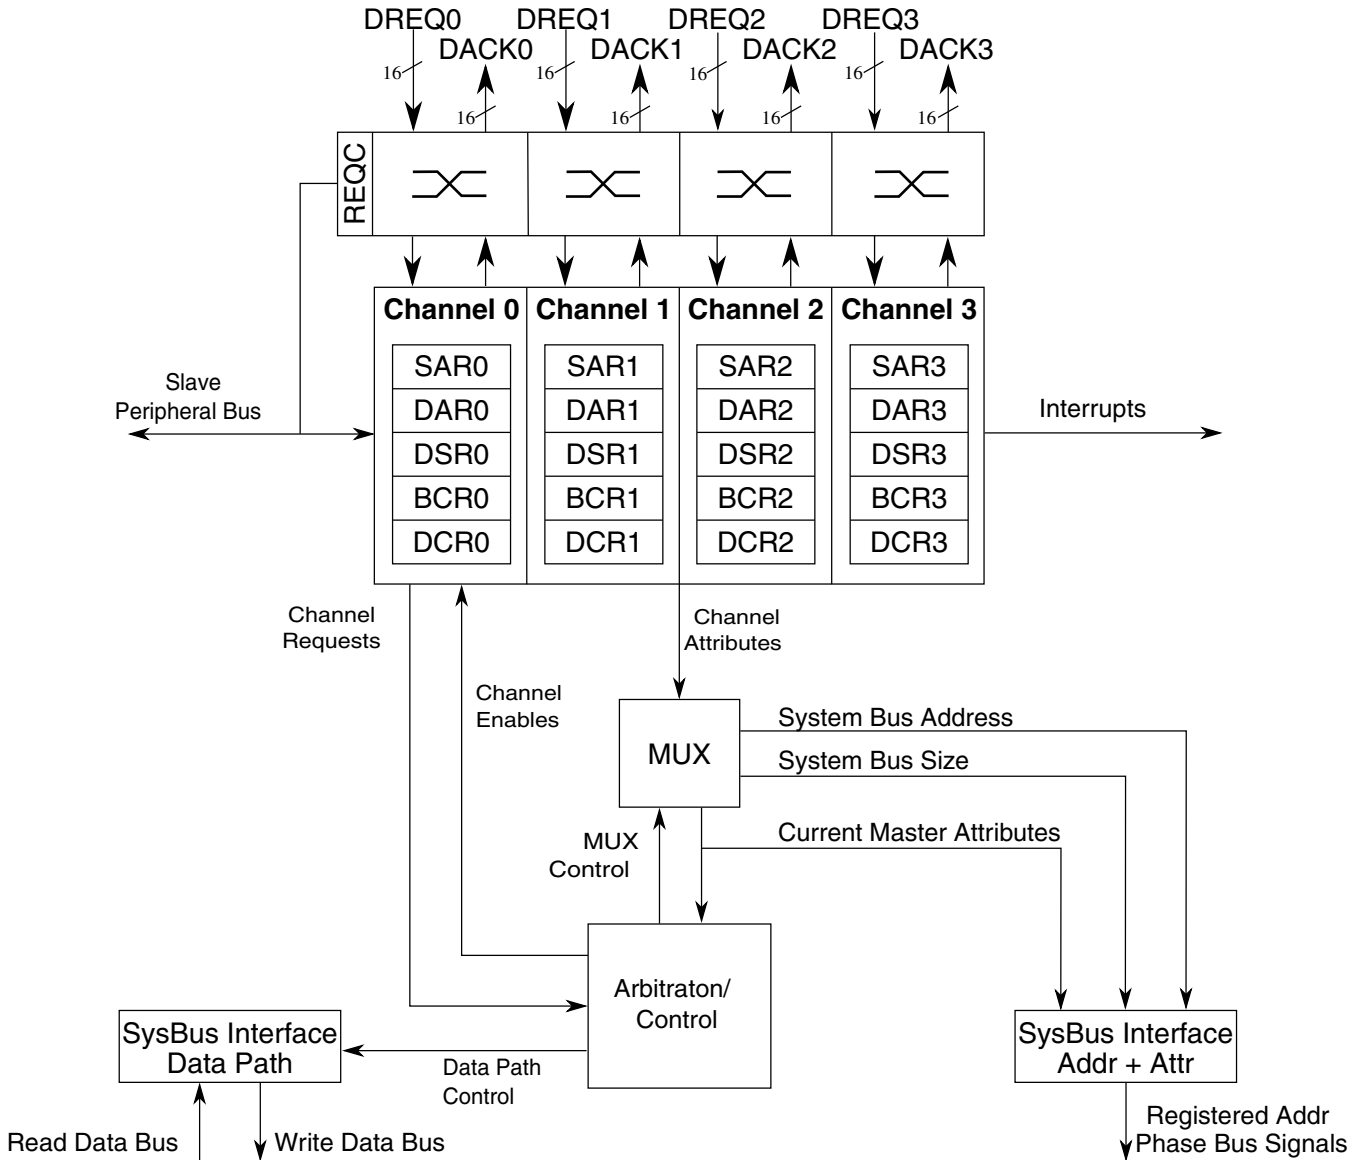 DREQ0 DREQ1 DREQ2 DREQ3
DACK0 DACK1 DACK2 DACK3
16 16 16 16
16 16 16 16
REQC
Channel 0 Channel 1 Channel 2 Channel 3
SAR0 SAR1 SAR2 SAR3
DAR0 DAR1 DAR2 DAR3
DSR0 DSR1 DSR2 DSR3
BCR0 BCR1 BCR2 BCR3
DCR0 DCR1 DCR2 DCR3
Slave
Peripheral Bus
Interrupts
Channel
Requests
Channel
Attributes
Channel
Enables
MUX
System Bus Address
System Bus Size
Current Master Attributes
MUX
Control
Arbitraton/
Control
SysBus Interface
Data Path
Data Path
Control
SysBus Interface
Addr + Attr
Read Data Bus
Write Data Bus
Registered Addr
Phase Bus Signals